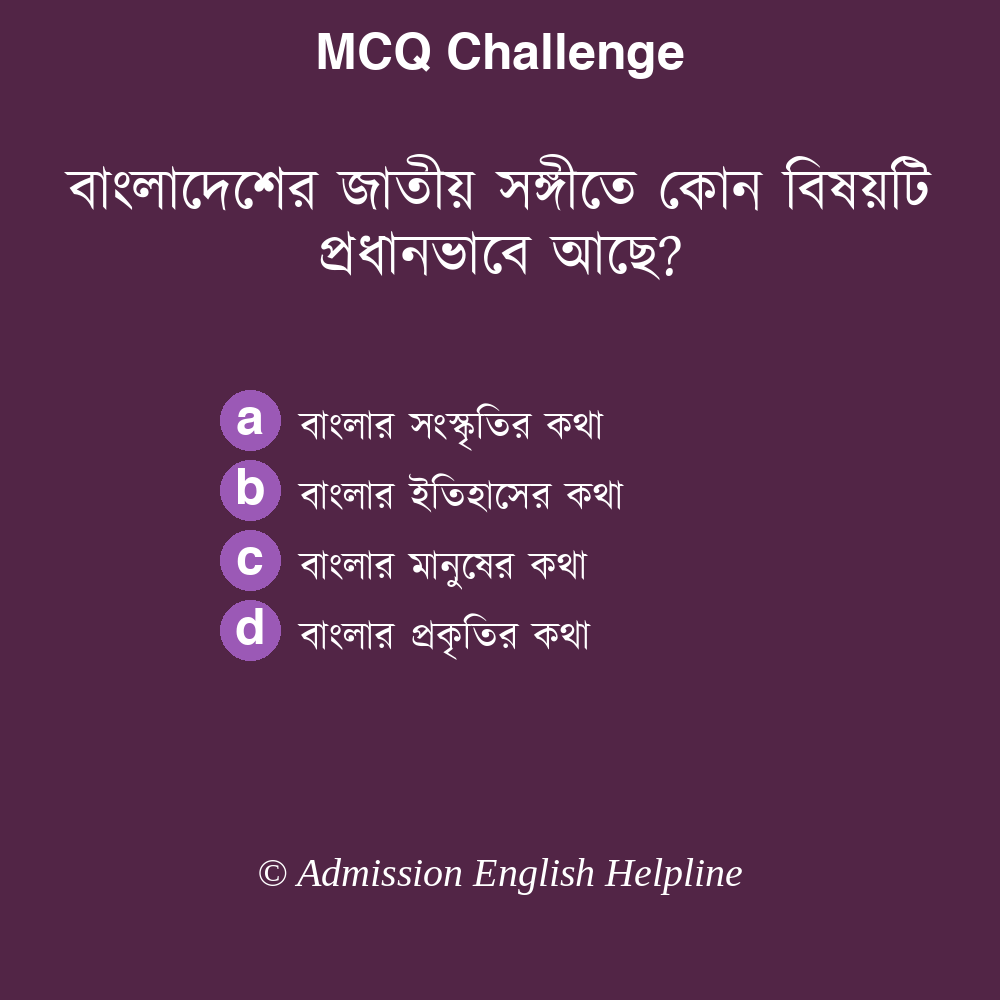 MCQ Challenge
বাংলাদেশের জাতীয় সঙ্গীতে কোন বিষয়টি
প্রধানভাবে আছে?
a বাংলার সংস্কৃতির কথা
b বাংলার ইতিহাসের কথা
c বাংলার মানুষের কথা
d বাংলার প্রকৃতির কথা
© Admission English Helpline